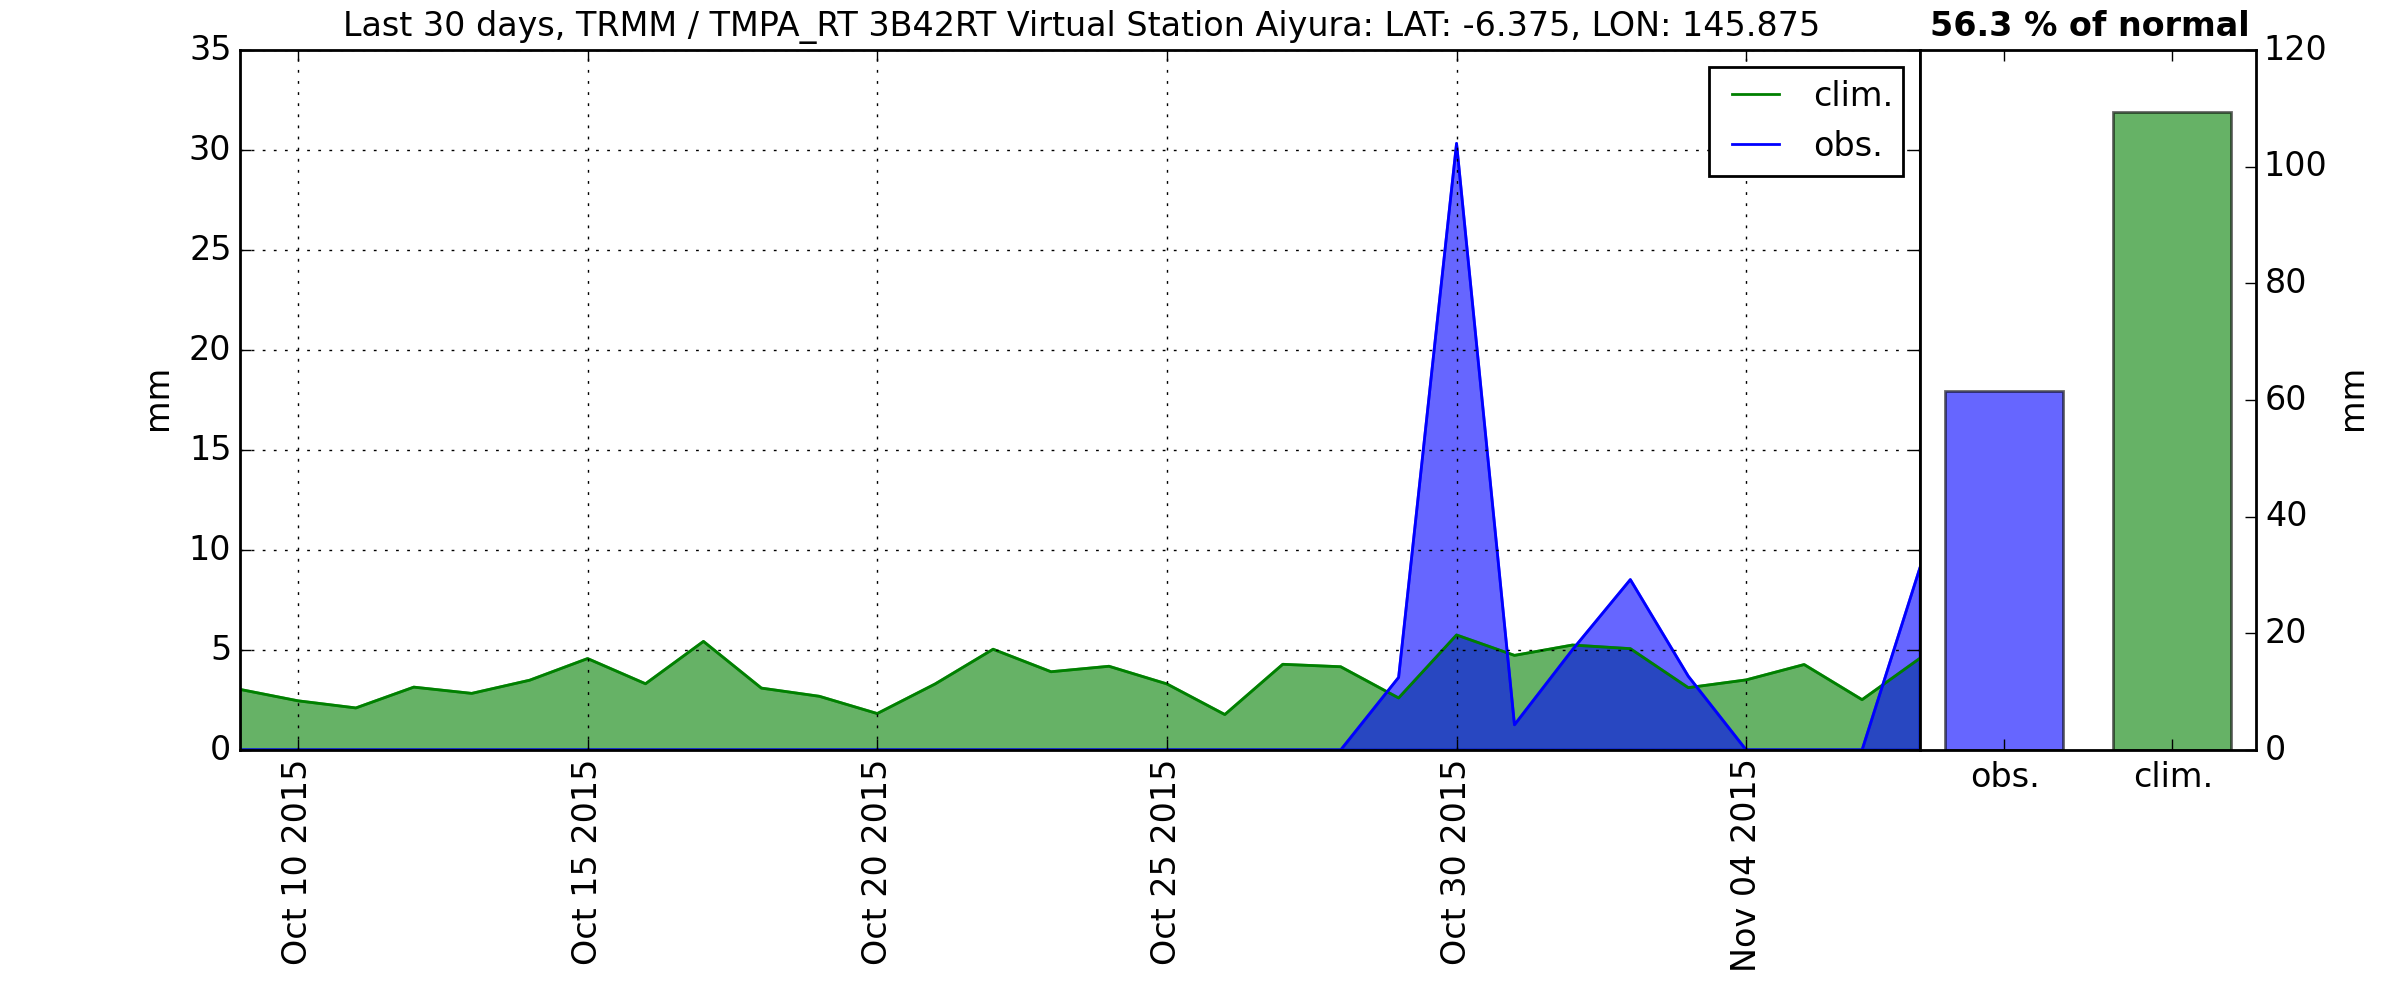 Last 30 days, TRMM / TMPA_RT 3B42RT Virtual Station Aiyura: LAT: -6.375, LON: 145.875
56.3 % of normal
35
30
25
20
15
10
5
0
mm
clim.
obs.
Oct 10 2015
Oct 15 2015
Oct 20 2015
Oct 25 2015
Oct 30 2015
Nov 04 2015
120
100
80
60
40
20
0
mm
obs.
clim.